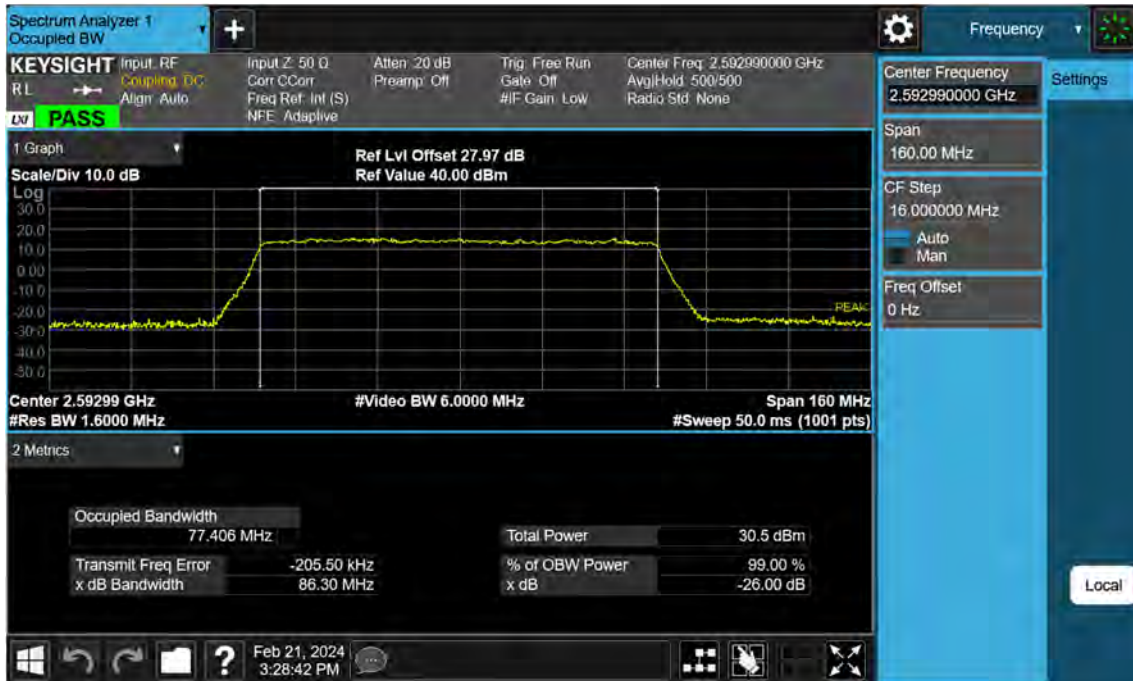 Spectrum Analyzer 1
Occupied BW
+
Frequency
KEYSIGHT Input: RF Input Z: 50 Ω Atten: 20 dB Trig: Free Run Center Freq: 2.592990000 GHz
RL Coupling: DC Corr CCorr Preamp: Off Gate: Off Avg|Hold: 500/500
Align: Auto Freq Ref: Int (S) #IF Gain: Low Radio Std: None
LXI PASS NFE: Adaptive
Center Frequency
2.592990000 GHz
Settings
Span
160.00 MHz
CF Step
16.000000 MHz
Auto
Man
Freq Offset
0 Hz
1 Graph
Ref Lvl Offset 27.97 dB
Scale/Div 10.0 dB Ref Value 40.00 dBm
Log
30.0
20.0
10.0
0.00
-10.0
-20.0
-30.0
-40.0
-50.0
PEAK
Center 2.59299 GHz #Video BW 6.0000 MHz Span 160 MHz
#Res BW 1.6000 MHz #Sweep 50.0 ms (1001 pts)
2 Metrics
Occupied Bandwidth
77.406 MHz Total Power 30.5 dBm
Transmit Freq Error -205.50 kHz % of OBW Power 99.00 %
x dB Bandwidth 86.30 MHz x dB -26.00 dB
Local
? Feb 21, 2024
3:28:42 PM